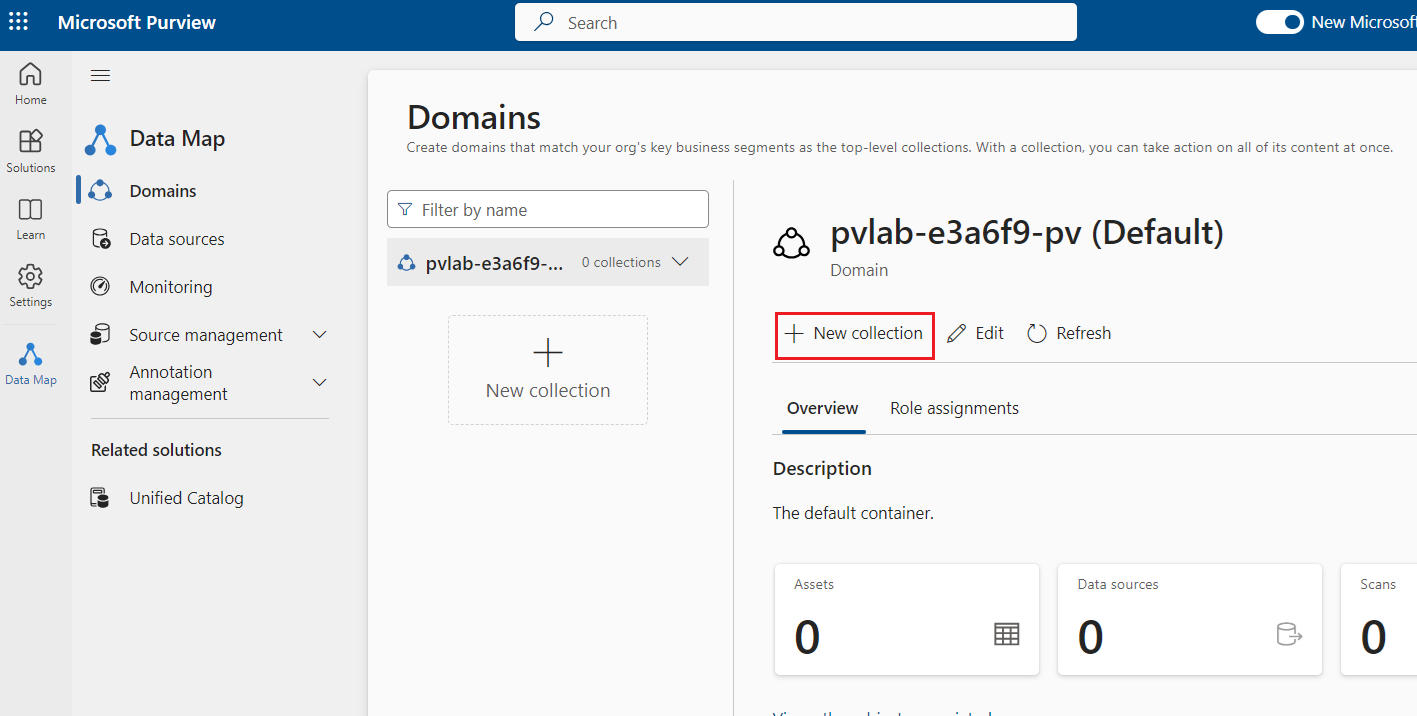 Microsoft Purview
Search
New Microsoft
Home
Solutions
Learn
Settings
Data Map
Data Map
Domains
Data sources
Monitoring
Source management
Annotation
management
Related solutions
Unified Catalog
Domains
Create domains that match your org's key business segments as the top-level collections. With a collection, you can take action on all of its content at once.
Filter by name
pvlab-e3a6f9-... 0 collections
New collection
pvlab-e3a6f9-pv (Default)
Domain
New collection Edit Refresh
Overview Role assignments
Description
The default container.
Assets
0
Data sources
0
Scans
0